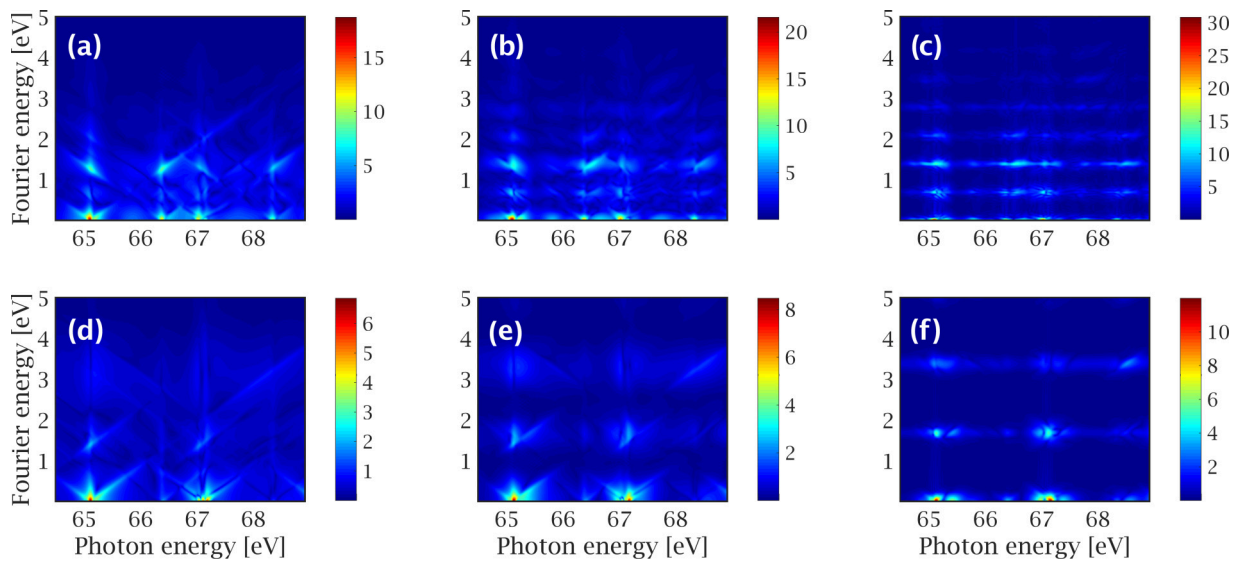 (a) (b) (c)
Fourier energy [eV]
5 4 3 2 1
65 66 67 68
15 10 5
5 4 3 2 1
65 66 67 68
20 15 10 5
5 4 3 2 1
65 66 67 68
30 25 20 15 10 5
(d) (e) (f)
Fourier energy [eV]
5 4 3 2 1
65 66 67 68
Photon energy [eV]
6 5 4 3 2 1
5 4 3 2 1
65 66 67 68
Photon energy [eV]
8 6 4 2
5 4 3 2 1
65 66 67 68
Photon energy [eV]
10 8 6 4 2